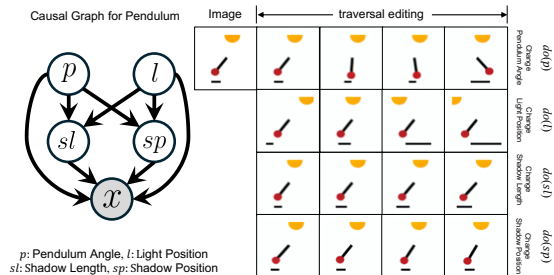 Causal Graph for Pendulum
Image
traversal editing
p
l
sl
sp
x
Change
Pendulum Angle
do(p)
Change
Light Position
do(l)
Change
Shadow Length
do(sl)
Change
Shadow Position
do(sp)
p: Pendulum Angle, l: Light Position
sl: Shadow Length, sp: Shadow Position